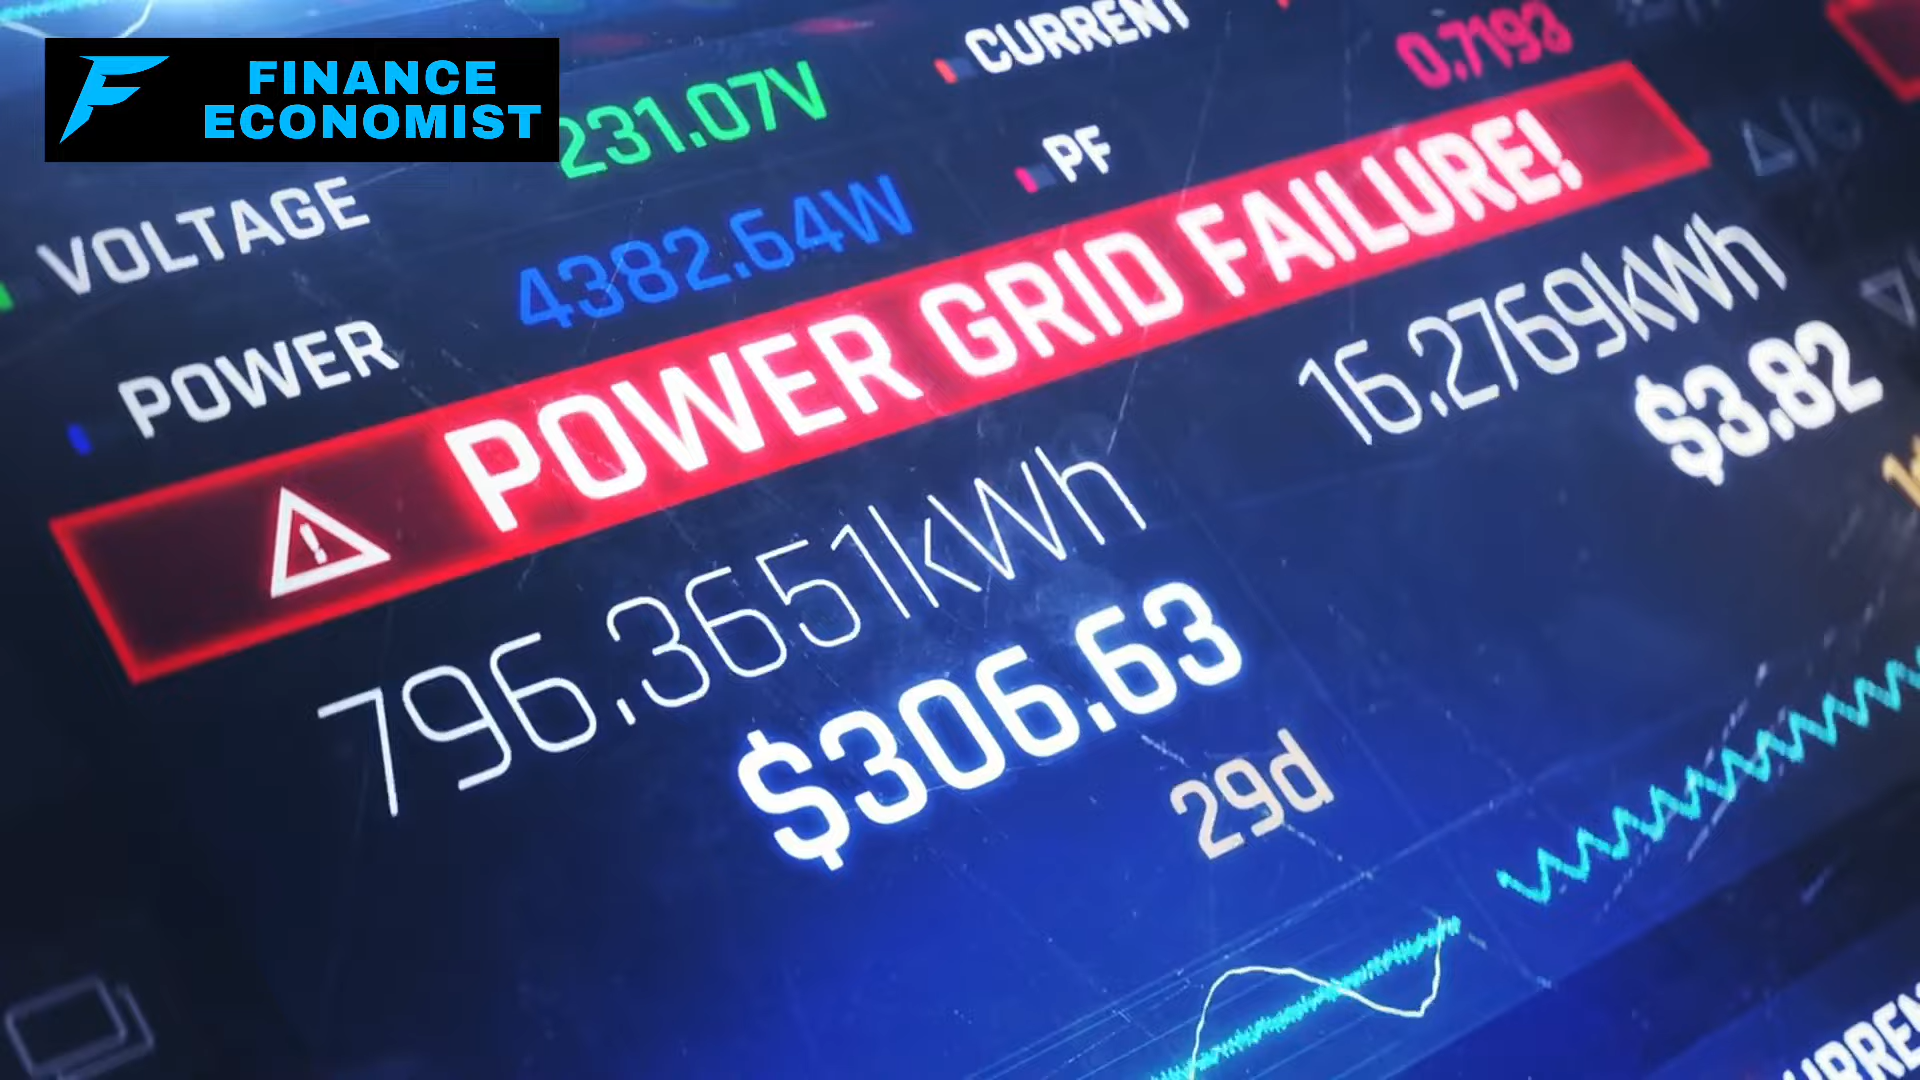 FINANCE
ECONOMIST
VOLTAGE
231.07V
CURRENT
POWER
4382.64W
PF
0.7193
POWER GRID FAILURE!
796.3651kWh
16.2769kWh
$306.63
$3.82
29d